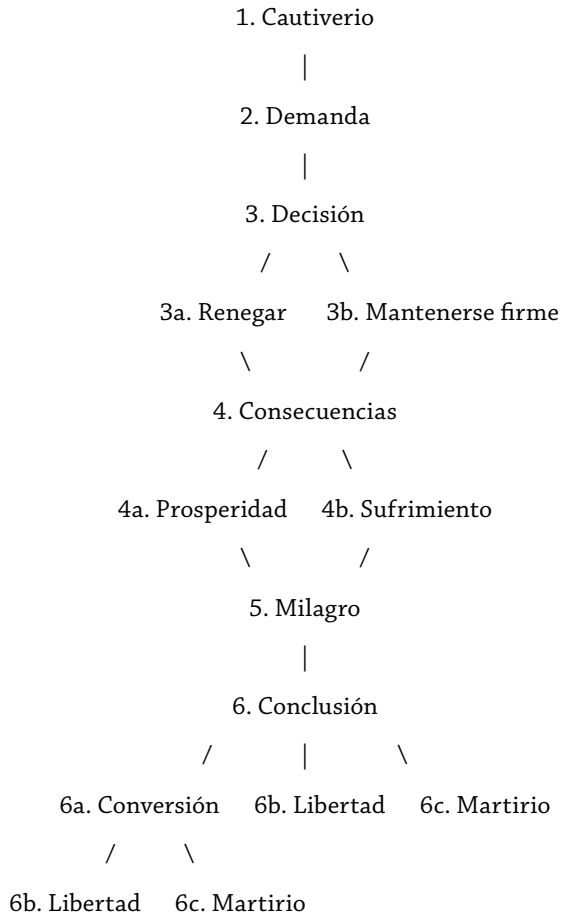 1. Cautiverio
|
2. Demanda
|
3. Decisión
/ \
3a. Renegar 3b. Mantenerse firme
\ /
4. Consecuencias
/ \
4a. Prosperidad 4b. Sufrimiento
\ /
5. Milagro
|
6. Conclusión
/ | \
6a. Conversión 6b. Libertad 6c. Martirio
/ \
6b. Libertad 6c. Martirio